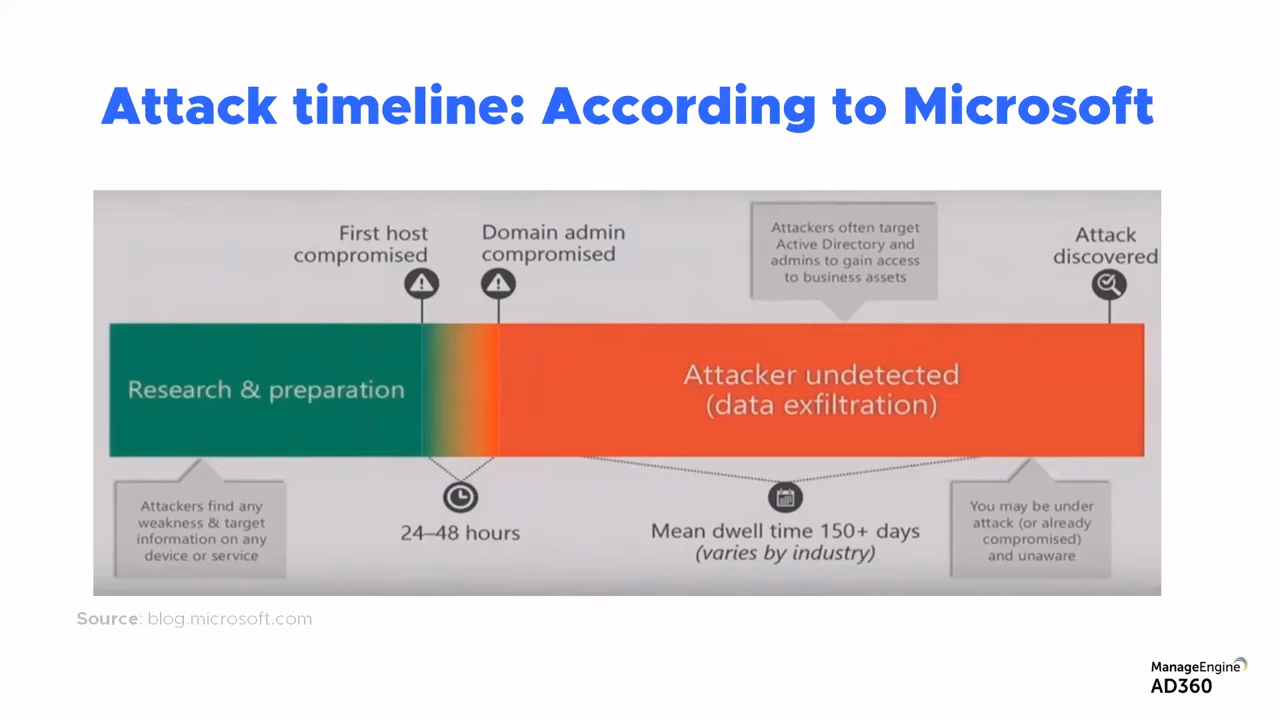 Attack timeline: According to Microsoft
First host
compromised
Domain admin
compromised
Attackers often target
Active Directory and
admins to gain access
to business assets
Attack
discovered
Research & preparation
Attacker undetected
(data exfiltration)
Attackers find any
weakness & target
information on any
device or service
24–48 hours
Mean dwell time 150+ days
(varies by industry)
You may be under
attack (or already
compromised)
and unaware
Source: blog.microsoft.com
ManageEngine
AD360